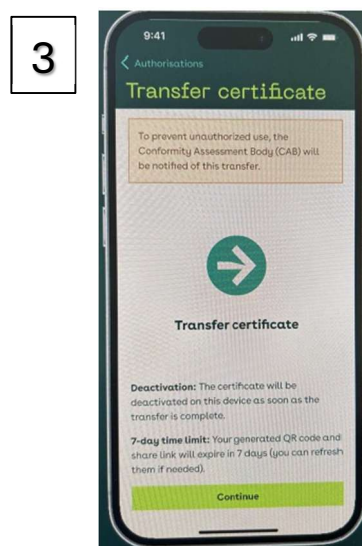 3
9:41
Authorisations
Transfer certificate
To prevent unauthorized use, the
Conformity Assessment Body (CAB) will
be notified of this transfer.
Transfer certificate
Deactivation: The certificate will be
deactivated on this device as soon as the
transfer is complete.
7-day time limit: Your generated QR code and
share link will expire in 7 days (you can refresh
them if needed).
Continue